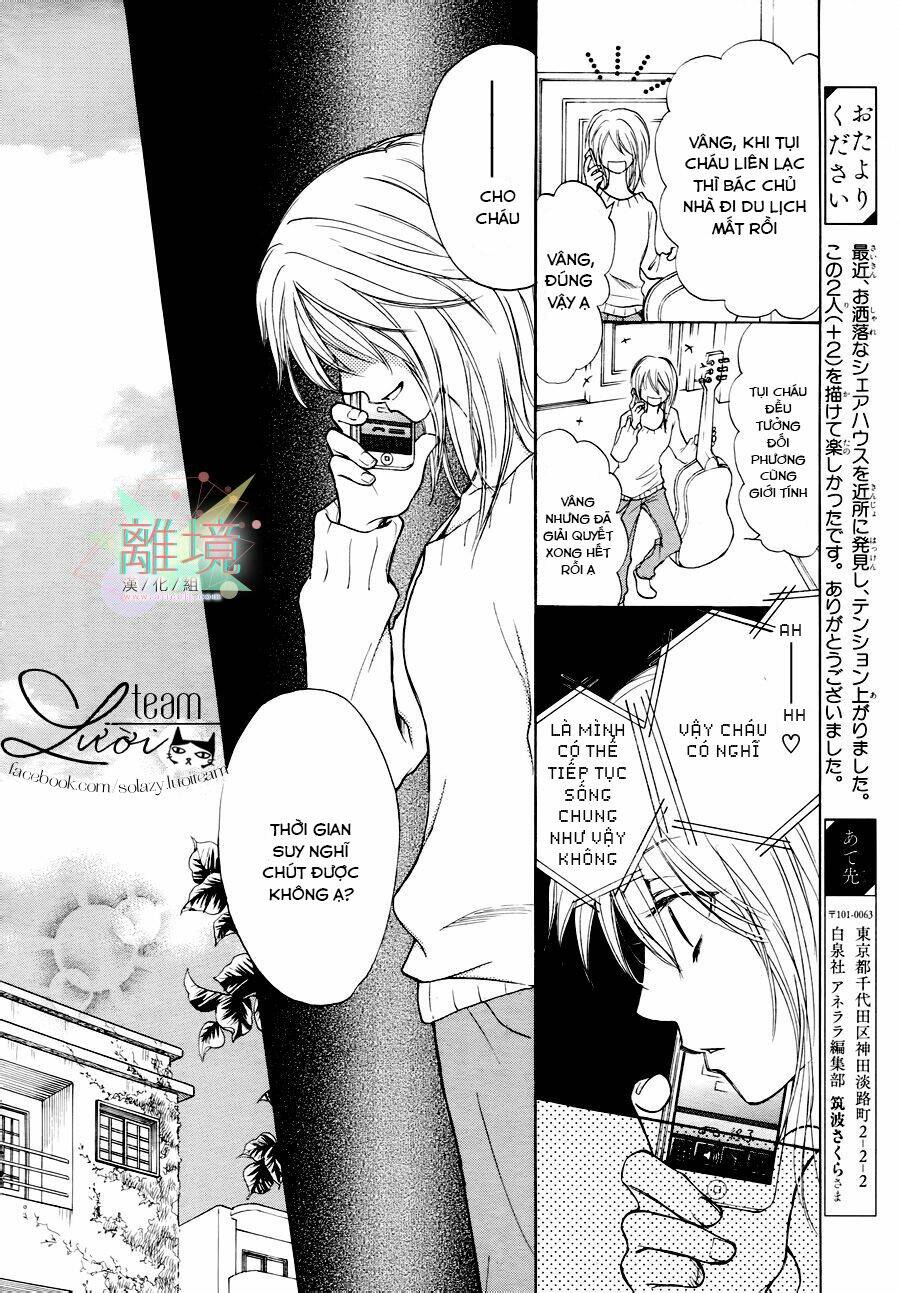 VÂNG, KHI TỤI
CHÁU LIÊN LẠC
THÌ BÁC CHỦ
NHÀ ĐI DU LỊCH
MẤT RỒI
VÂNG,
ĐÚNG
VẬY Ạ
TỤI CHÁU
ĐỀU
TƯỞNG
ĐỐI
PHƯƠNG
CÙNG
GIỚI TÍNH
VÂNG
NHƯNG ĐÃ
GIẢI QUYẾT
XONG HẾT
RỒI Ạ
AH
HH
♡
VẬY CHÁU
CÓ NGHĨ
LÀ MÌNH
CÓ THỂ
TIẾP TỤC
SỐNG
CHUNG
NHƯ VẬY
KHÔNG
CHO
CHÁU
THỜI GIAN
SUY NGHĨ
CHÚT ĐƯỢC
KHÔNG Ạ?
おたより
ください
最近、お洒落なシェアハウスを近所に発見し、テンション上がりました。
この2人(+2)を描けて楽しかったです。ありがとうございました。
あて先
〒101-0063
東京都千代田区神田淡路町2-2-2
白泉社 アネララ編集部 筑波さくらさま
離境
漢/化/組
team
Lười
facebook.com/solazy.luoiteam